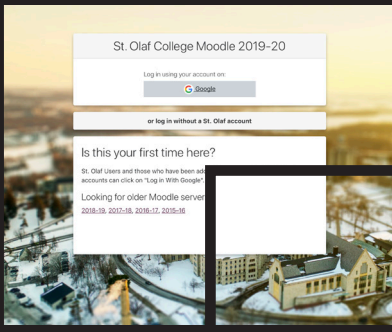 St. Olaf College Moodle 2019-20
Log in using your account on:
Google
or log in without a St. Olaf account
Is this your first time here?
St. Olaf Users and those who have been add
accounts can click on "Log in With Google".
Looking for older Moodle server
2018-19, 2017-18, 2016-17, 2015-16